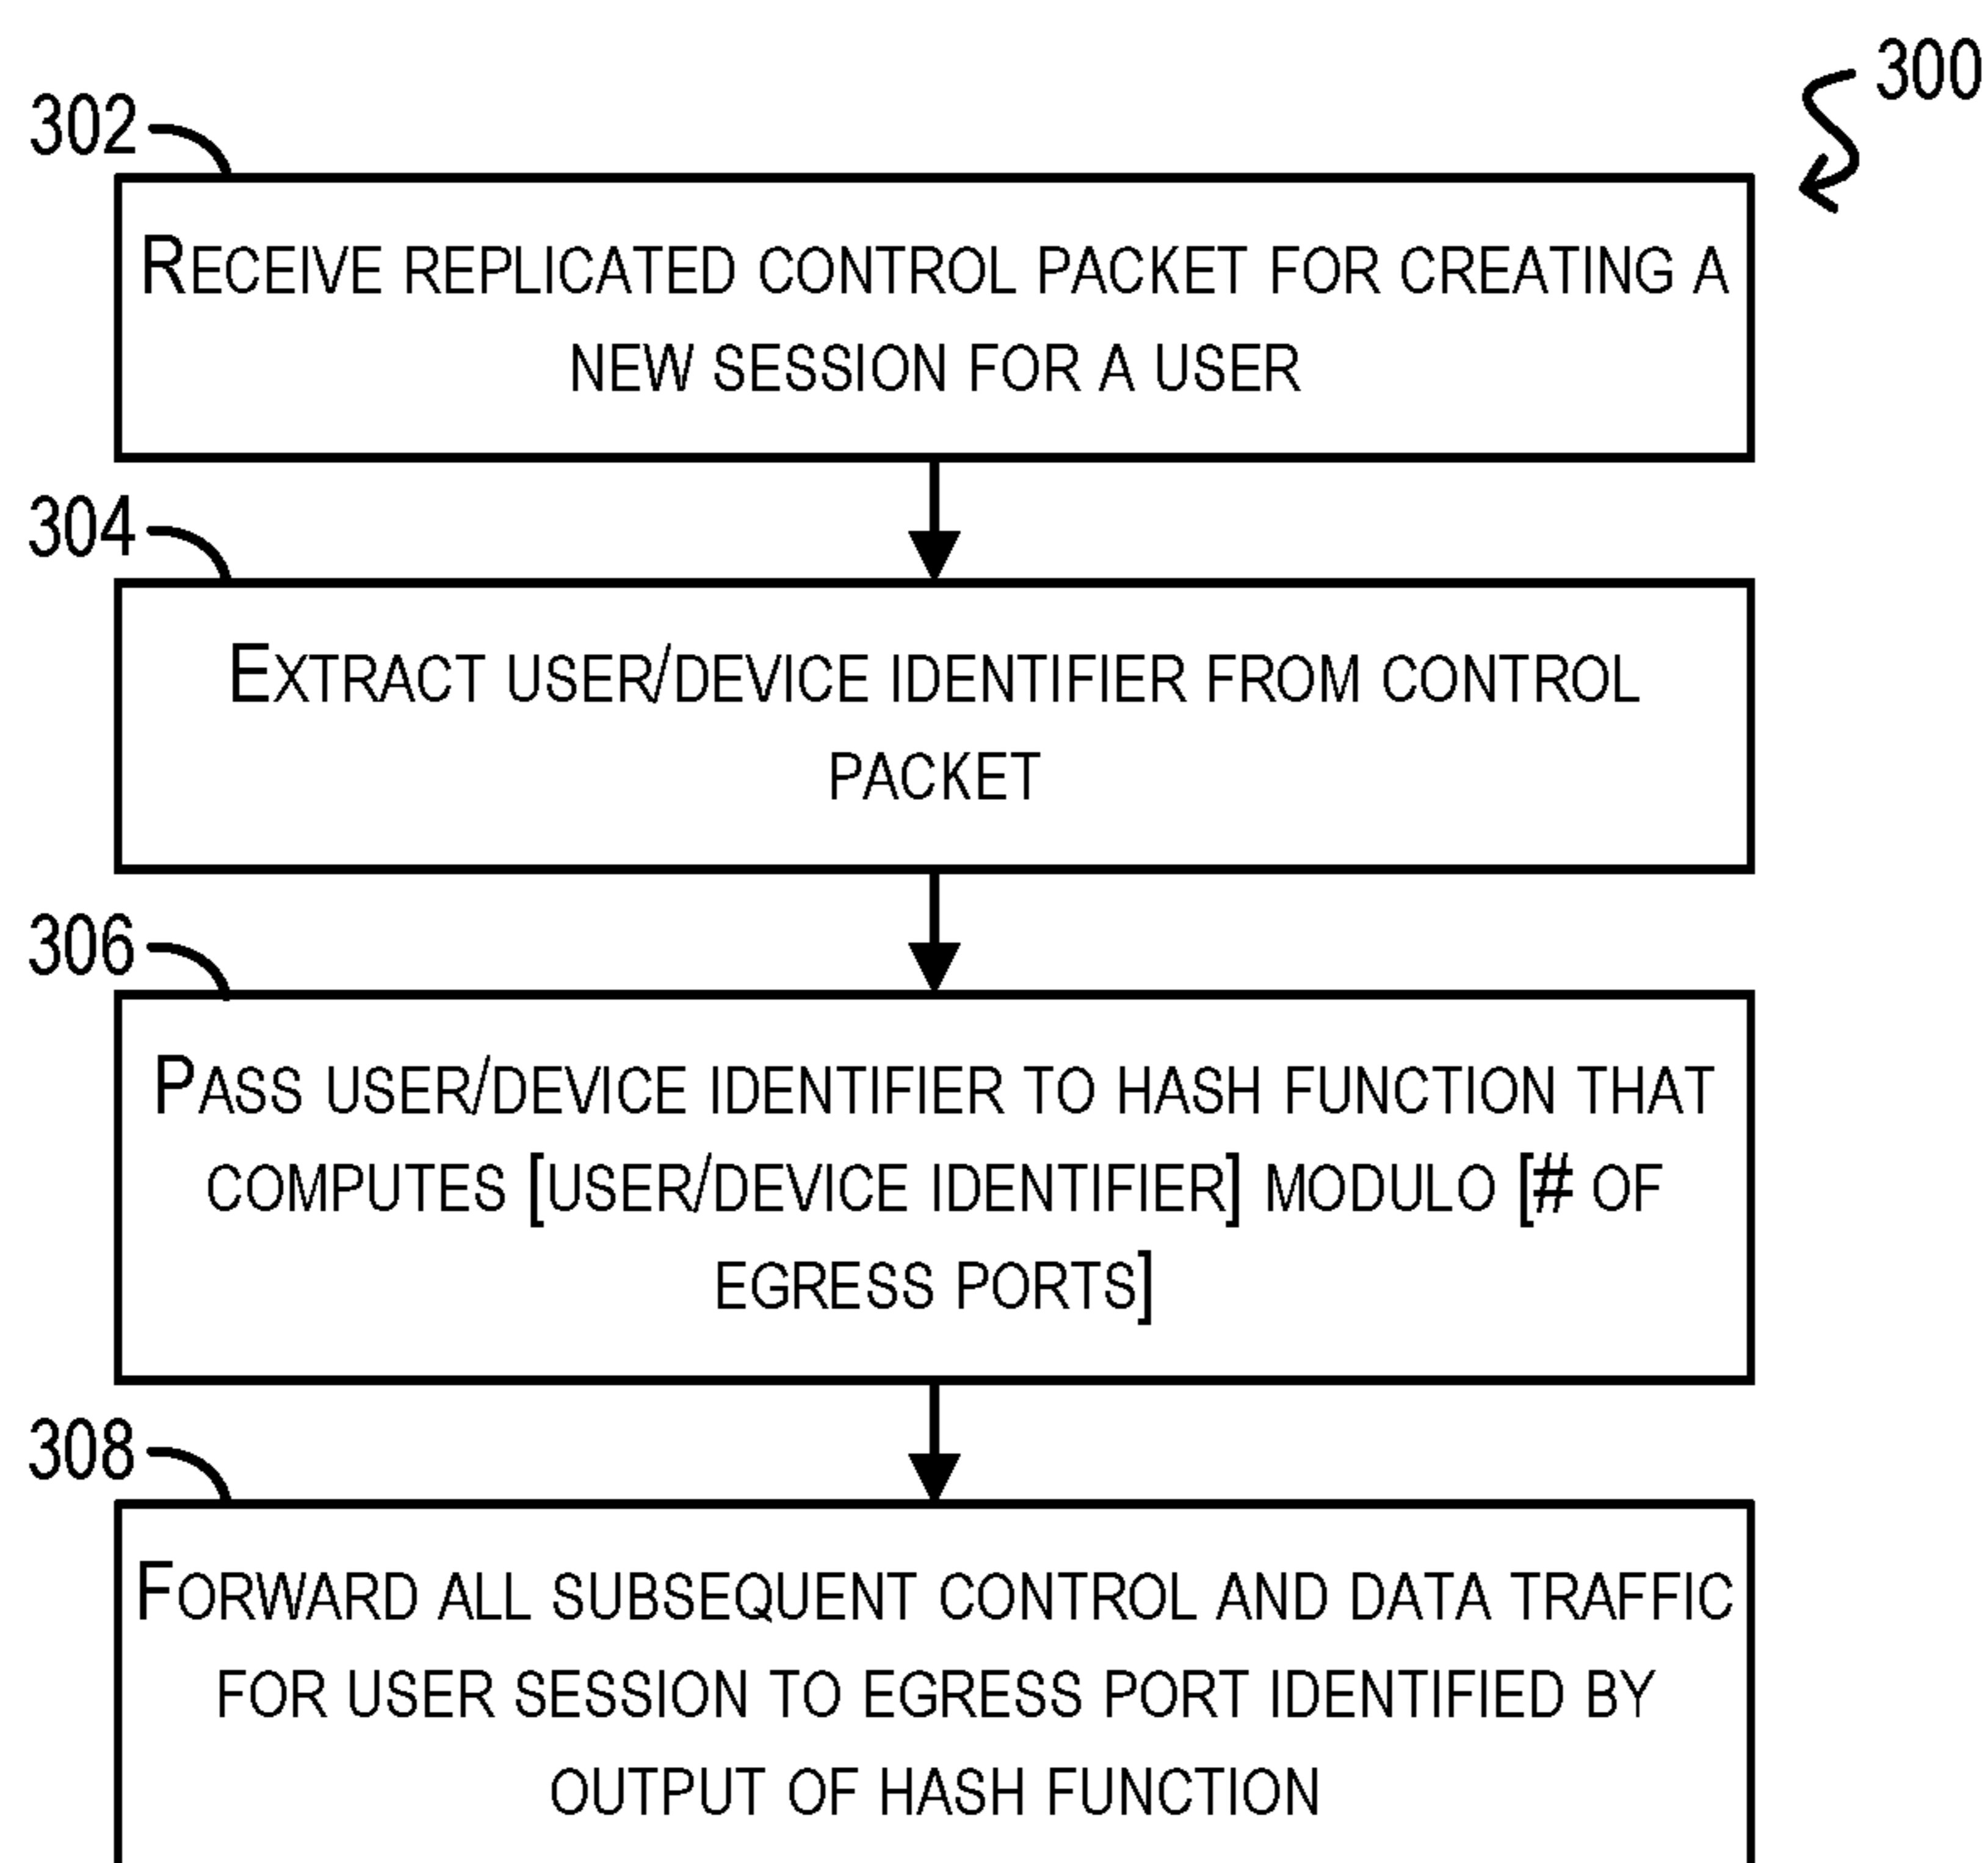 300
302
RECEIVE REPLICATED CONTROL PACKET FOR CREATING A
NEW SESSION FOR A USER
304
EXTRACT USER/DEVICE IDENTIFIER FROM CONTROL
PACKET
306
PASS USER/DEVICE IDENTIFIER TO HASH FUNCTION THAT
COMPUTES [USER/DEVICE IDENTIFIER] MODULO [# OF
EGRESS PORTS]
308
FORWARD ALL SUBSEQUENT CONTROL AND DATA TRAFFIC
FOR USER SESSION TO EGRESS PORT IDENTIFIED BY
OUTPUT OF HASH FUNCTION